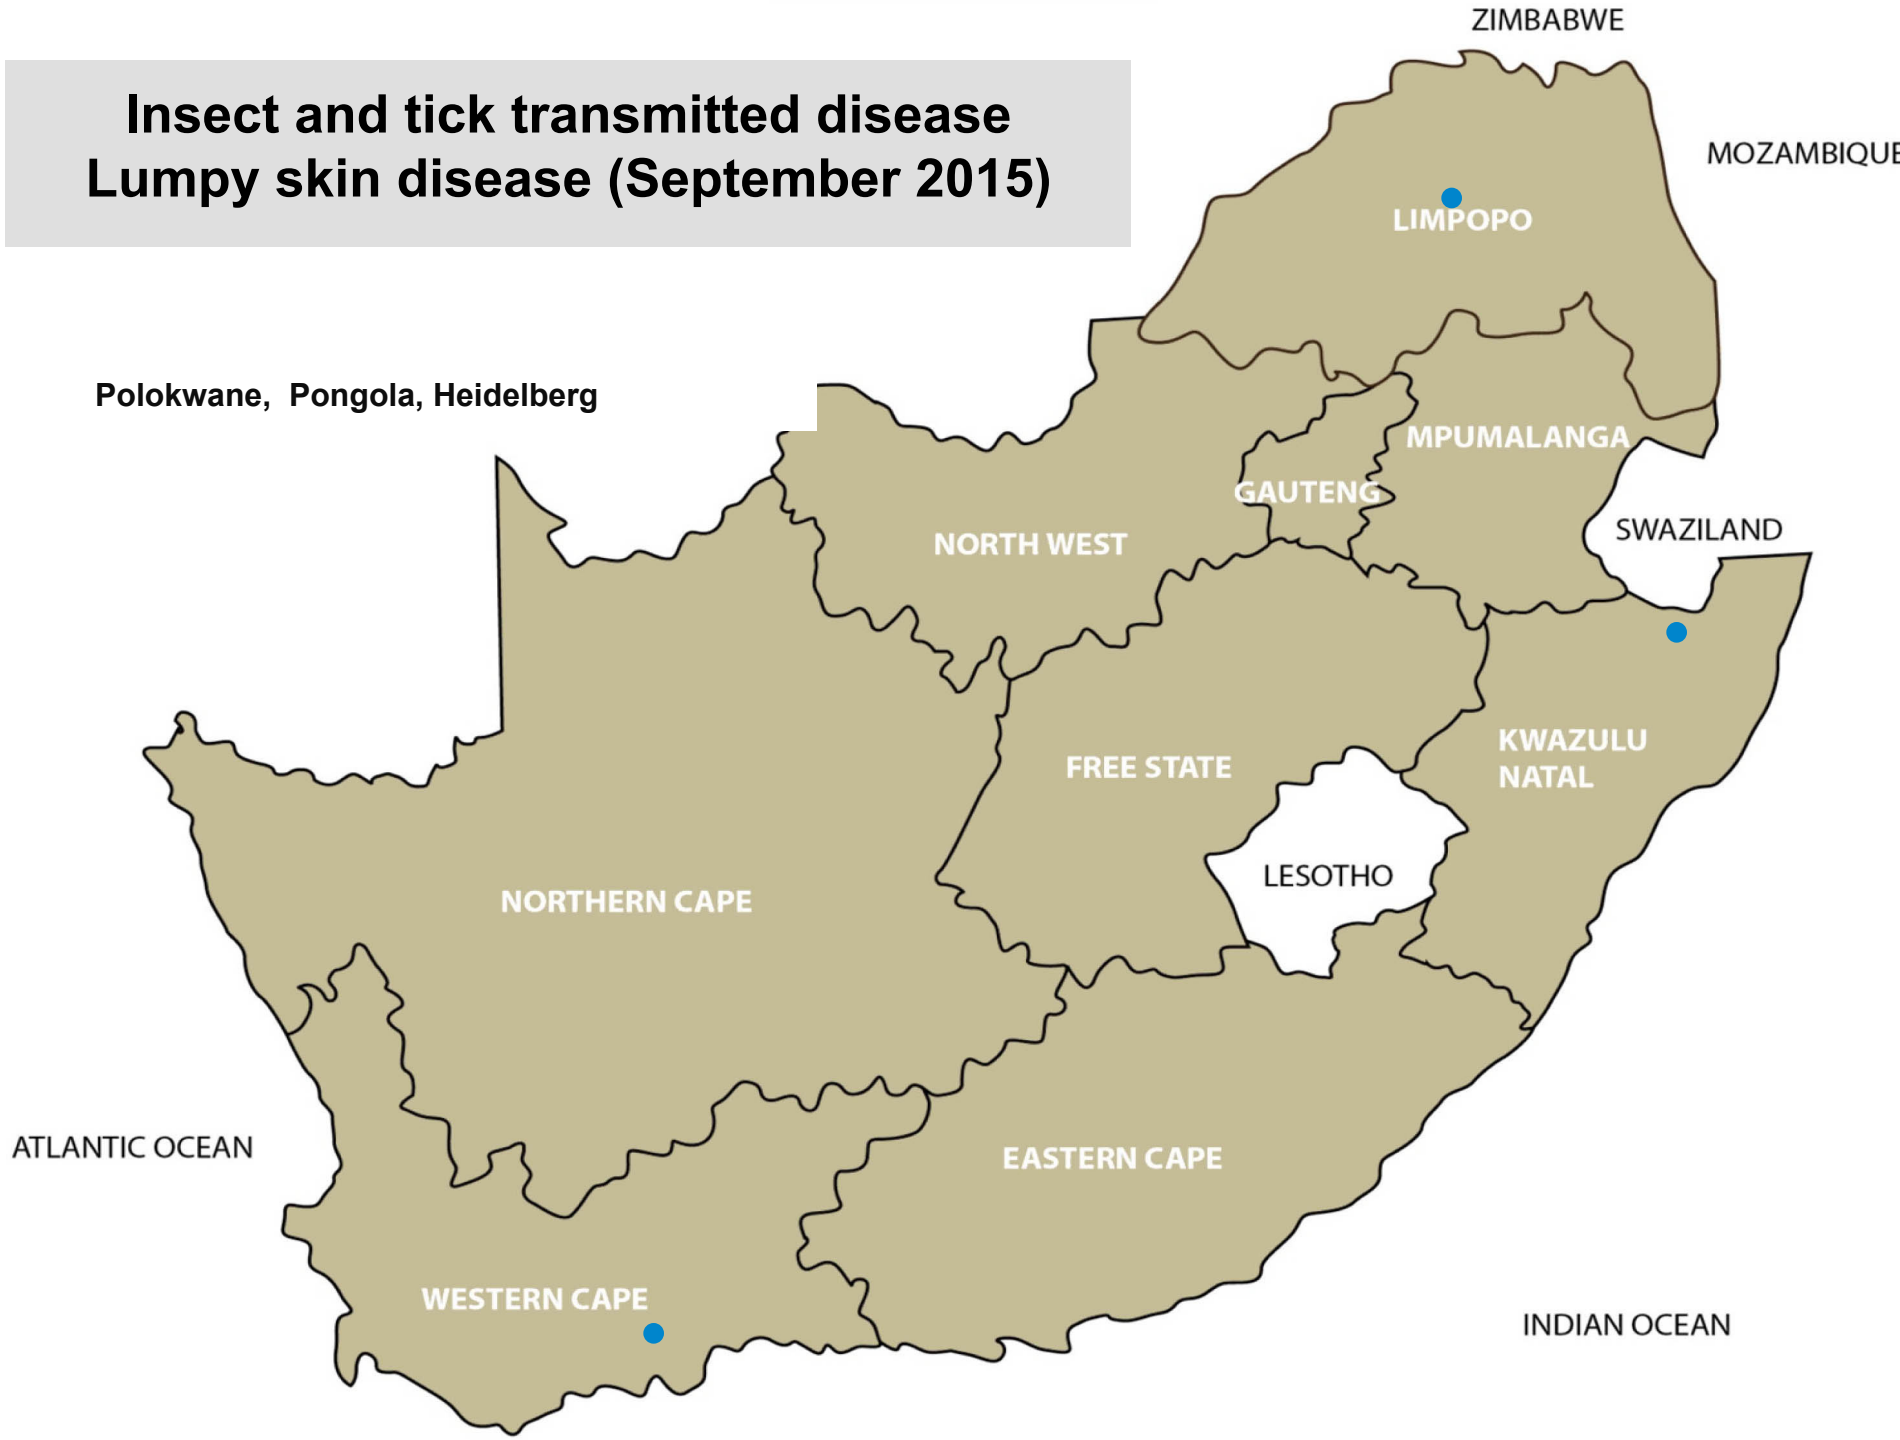 ZIMBABWE
Insect and tick transmitted disease
Lumpy skin disease (September 2015)
MOZAMBIQUE
LIMPOPO
Polokwane,  Pongola, Heidelberg
MPUMALANGA
GAUTENG
SWAZILAND
NORTH WEST
KWAZULU
NATAL
FREE STATE
LESOTHO
NORTHERN CAPE
ATLANTIC OCEAN
EASTERN CAPE
WESTERN CAPE
INDIAN OCEAN